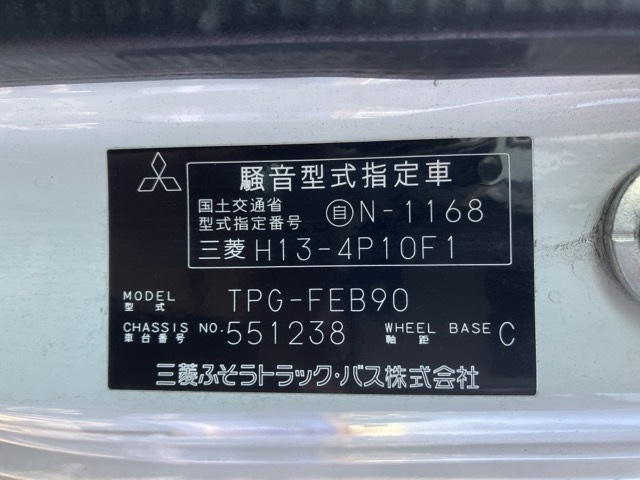 騒音型式指定車
国土交通省
型式指定番号 自N-1168
三菱 H13-4P10F1
MODEL 型式 TPG-FEB90
CHASSIS NO. 車台番号 551238 WHEEL BASE 軸距 C
三菱ふそうトラック・バス株式会社